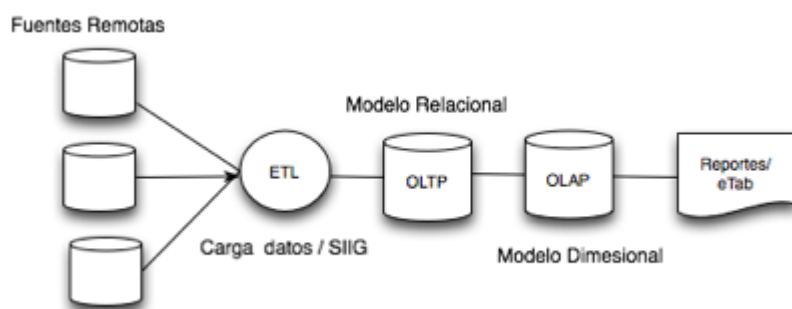 Fuentes Remotas
Modelo Relacional
ETL
OLTP
OLAP
Reportes/
eTab
Carga datos / SIIG
Modelo Dimesional